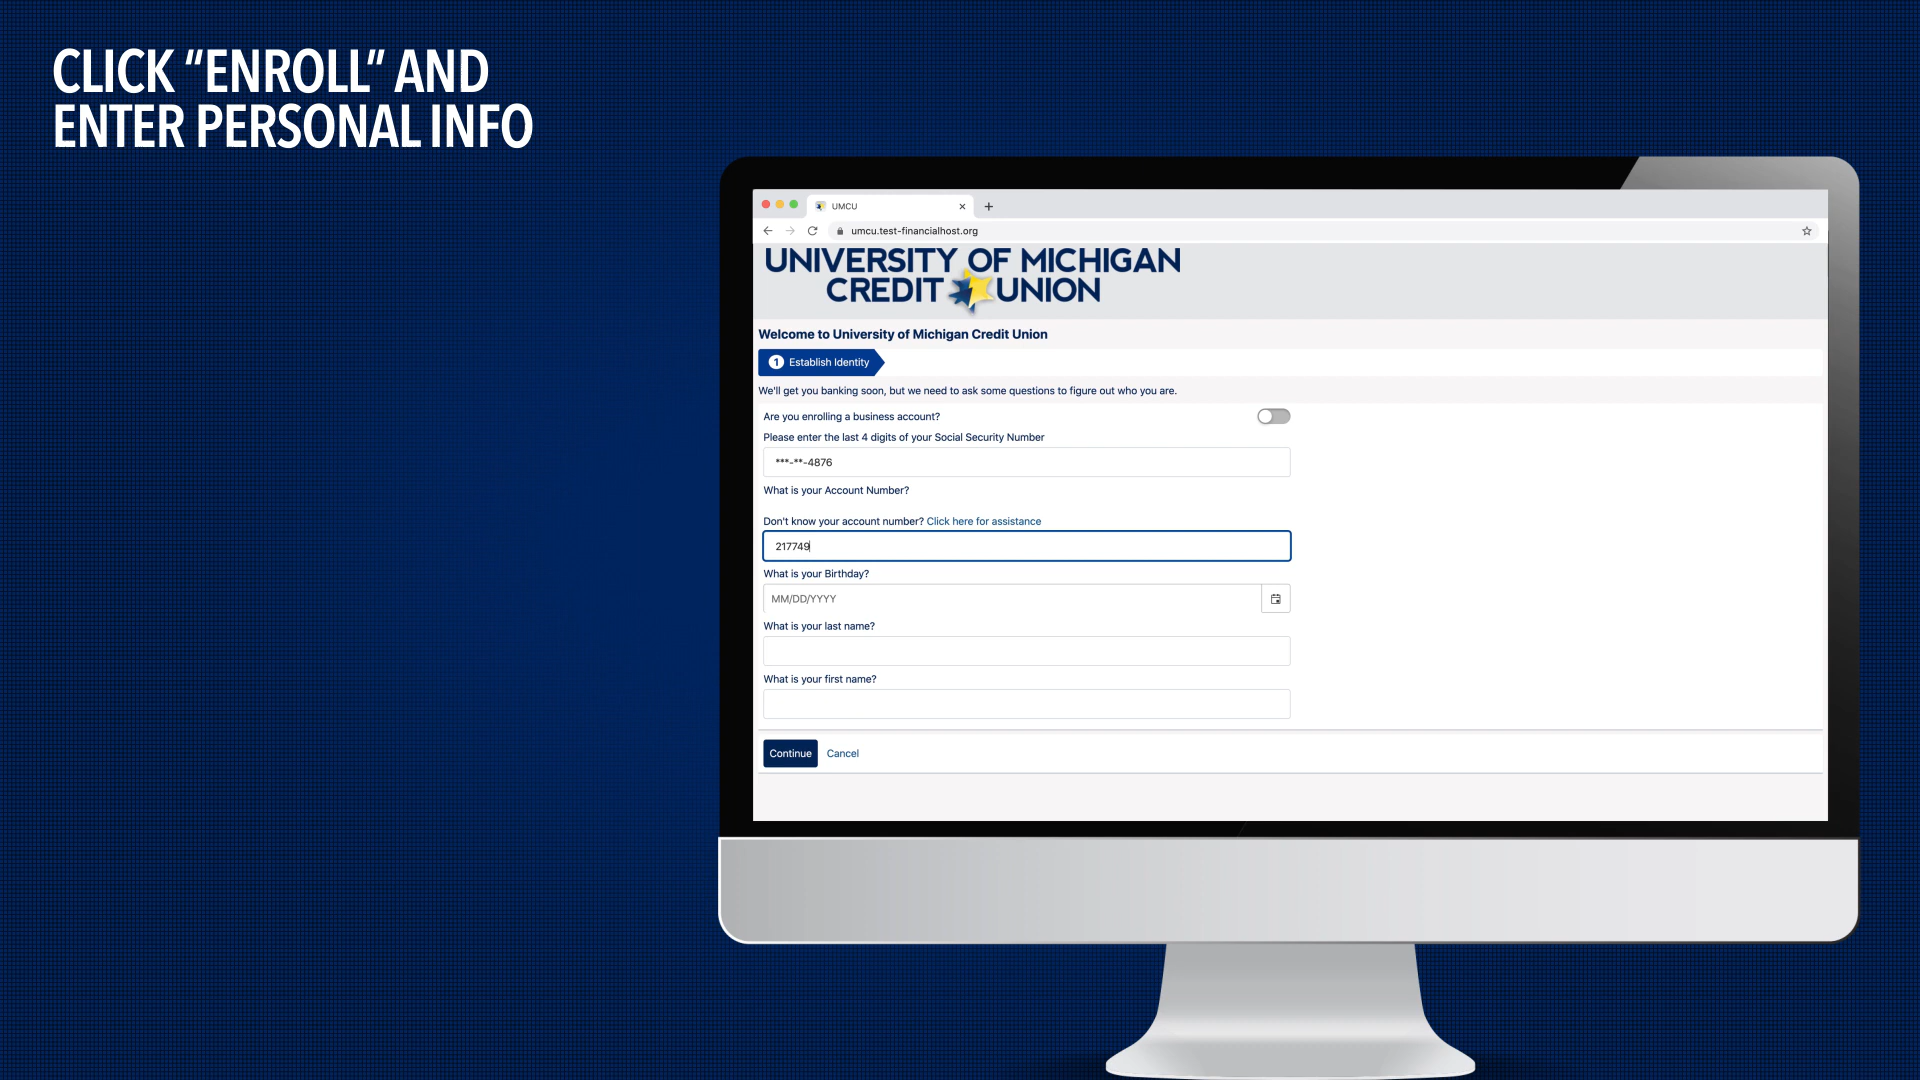 CLICK “ENROLL” AND
ENTER PERSONAL INFO
UMCU
umcu.test-financialhost.org
UNIVERSITY OF MICHIGAN
CREDIT UNION
Welcome to University of Michigan Credit Union
1 Establish Identity
We'll get you banking soon, but we need to ask some questions to figure out who you are.
Are you enrolling a business account?
Please enter the last 4 digits of your Social Security Number
***-**-4876
What is your Account Number?
Don't know your account number? Click here for assistance
217749
What is your Birthday?
MM/DD/YYYY
What is your last name?
What is your first name?
Continue Cancel